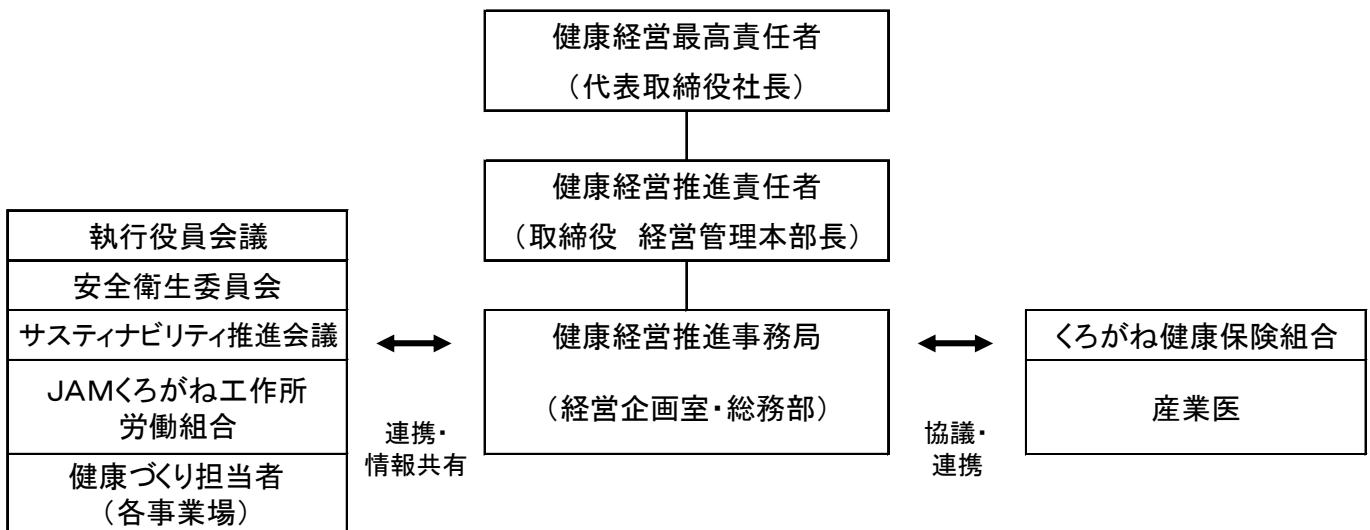 健康経営最高責任者
（代表取締役社長）
健康経営推進責任者
（取締役　経営管理本部長）
執行役員会議
安全衛生委員会
サスティナビリティ推進会議
JAMくろがね工作所
労働組合
健康づくり担当者
（各事業場）
連携・
情報共有
健康経営推進事務局
（経営企画室・総務部）
協議・
連携
くろがね健康保険組合
産業医